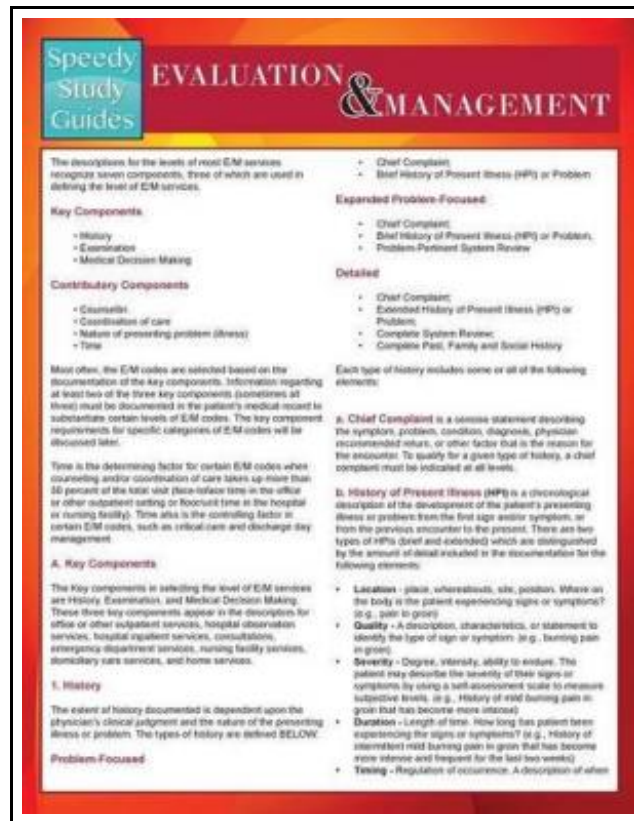 Speedy
Study
Guides
EVALUATION
&
MANAGEMENT
The descriptions for the levels of most E/M services
recognize seven components, three of which are used in
defining the level of E/M services.
Key Components
• History
• Examination
• Medical Decision Making
Contributory Components
• Counselin
• Coordination of care
• Nature of presenting problem (illness)
• Time
Most often, the E/M codes are selected based on the
documentation of the key components. Information regarding
at least two of the three key components (sometimes all
three) must be documented in the patient's medical record to
substantiate certain levels of E/M codes. The key component
requirements for specific categories of E/M codes will be
discussed later.
Time is the determining factor for certain E/M codes when
counseling and/or coordination of care takes up more than
50 percent of the total visit (face-toface time in the office
or other outpatient setting or floor/unit time in the hospital
or nursing facility). Time also is the controlling factor in
certain E/M codes, such as critical care and discharge day
management
A. Key Components
The Key components in selecting the level of E/M services
are History, Examination, and Medical Decision Making.
These three key components appear in the descriptors for
office or other outpatient services, hospital observation
services, hospital inpatient services, consultations,
emergency department services, nursing facility services,
domiciliary care services, and home services.
1. History
The extent of history documented is dependent upon the
physician's clinical judgment and the nature of the presenting
illness or problem. The types of history are defined BELOW
Problem-Focused
• Chief Complaint;
• Brief History of Present Illness (HPI) or Problem
Expanded Problem-Focused
• Chief Complaint;
• Brief History of Present Illness (HPI) or Problem,
• Problem-Pertinent System Review
Detailed
• Chief Complaint;
• Extended History of Present Illness (HPI) or
Problem;
• Complete System Review;
• Complete Past, Family and Social History
Each type of history includes some or all of the following
elements:
a. Chief Complaint is a concise statement describing
the symptom, problem, condition, diagnosis, physician
recommended return, or other factor that is the reason for
the encounter. To qualify for a given type of history, a chief
complaint must be indicated at all levels.
b. History of Present Illness (HPI) is a chronological
description of the development of the patient's presenting
illness or problem from the first sign and/or symptom, or
from the previous encounter to the present. There are two
types of HPIs (brief and extended) which are distinguished
by the amount of detail included in the documentation for the
following elements:
• Location - place, whereabouts, site, position. Where on
the body is the patient experiencing signs or symptoms?
(e.g., pain in groin)
• Quality - A description, characteristics, or statement to
identify the type of sign or symptom. (e.g., burning pain
in groin)
• Severity - Degree, intensity, ability to endure. The
patient may describe the severity of their signs or
symptoms by using a self-assessment scale to measure
subjective levels. (e.g., History of mild burning pain in
groin that has become more intense)
• Duration - Length of time. How long has patient been
experiencing the signs or symptoms? (e.g., History of
intermittent mild burning pain in groin that has become
more intense and frequent for the last two weeks)
• Timing - Regulation of occurrence. A description of when